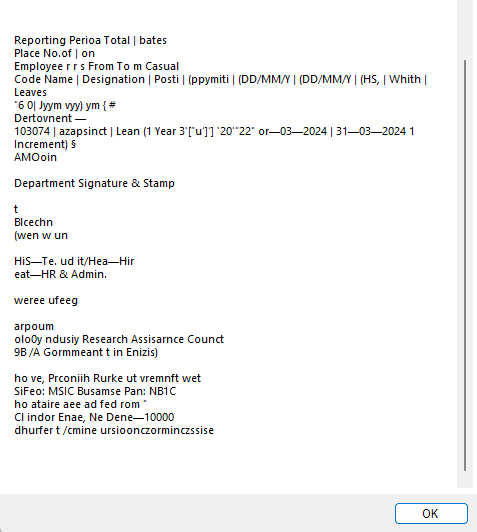 Reporting Perioa Total | bates
Place No.of | on
Employee r r s From To m Casual
Code Name | Designation | Posti | (ppymiti | (DD/MM/Y | (DD/MM/Y | (HS, | Whith |
Leaves
"6 0| Jyym vyy) ym { #
Dertovnent —
103074 | azapsinct | Lean (1 Year 3'["u']'] '20'"22" or—03—2024 | 31—03—2024 1
Increment) §
AMOoin
Department Signature & Stamp
t
Blcechn
(wen w un
HiS—Te. ud it/Hea—Hir
eat—HR & Admin.
weree ufeeg
arpoum
olo0y ndusiy Research Assisarnce Counct
9B /A Gormmeant t in Enizis)
ho ve, Prconiih Rurke ut vremnft wet
SiFeo: MSIC Busamse Pan: NB1C
ho ataire aee ad fed rom "
Cl indor Enae, Ne Dene—10000
dhurfer t /cmine ursioonczorminczssise
OK